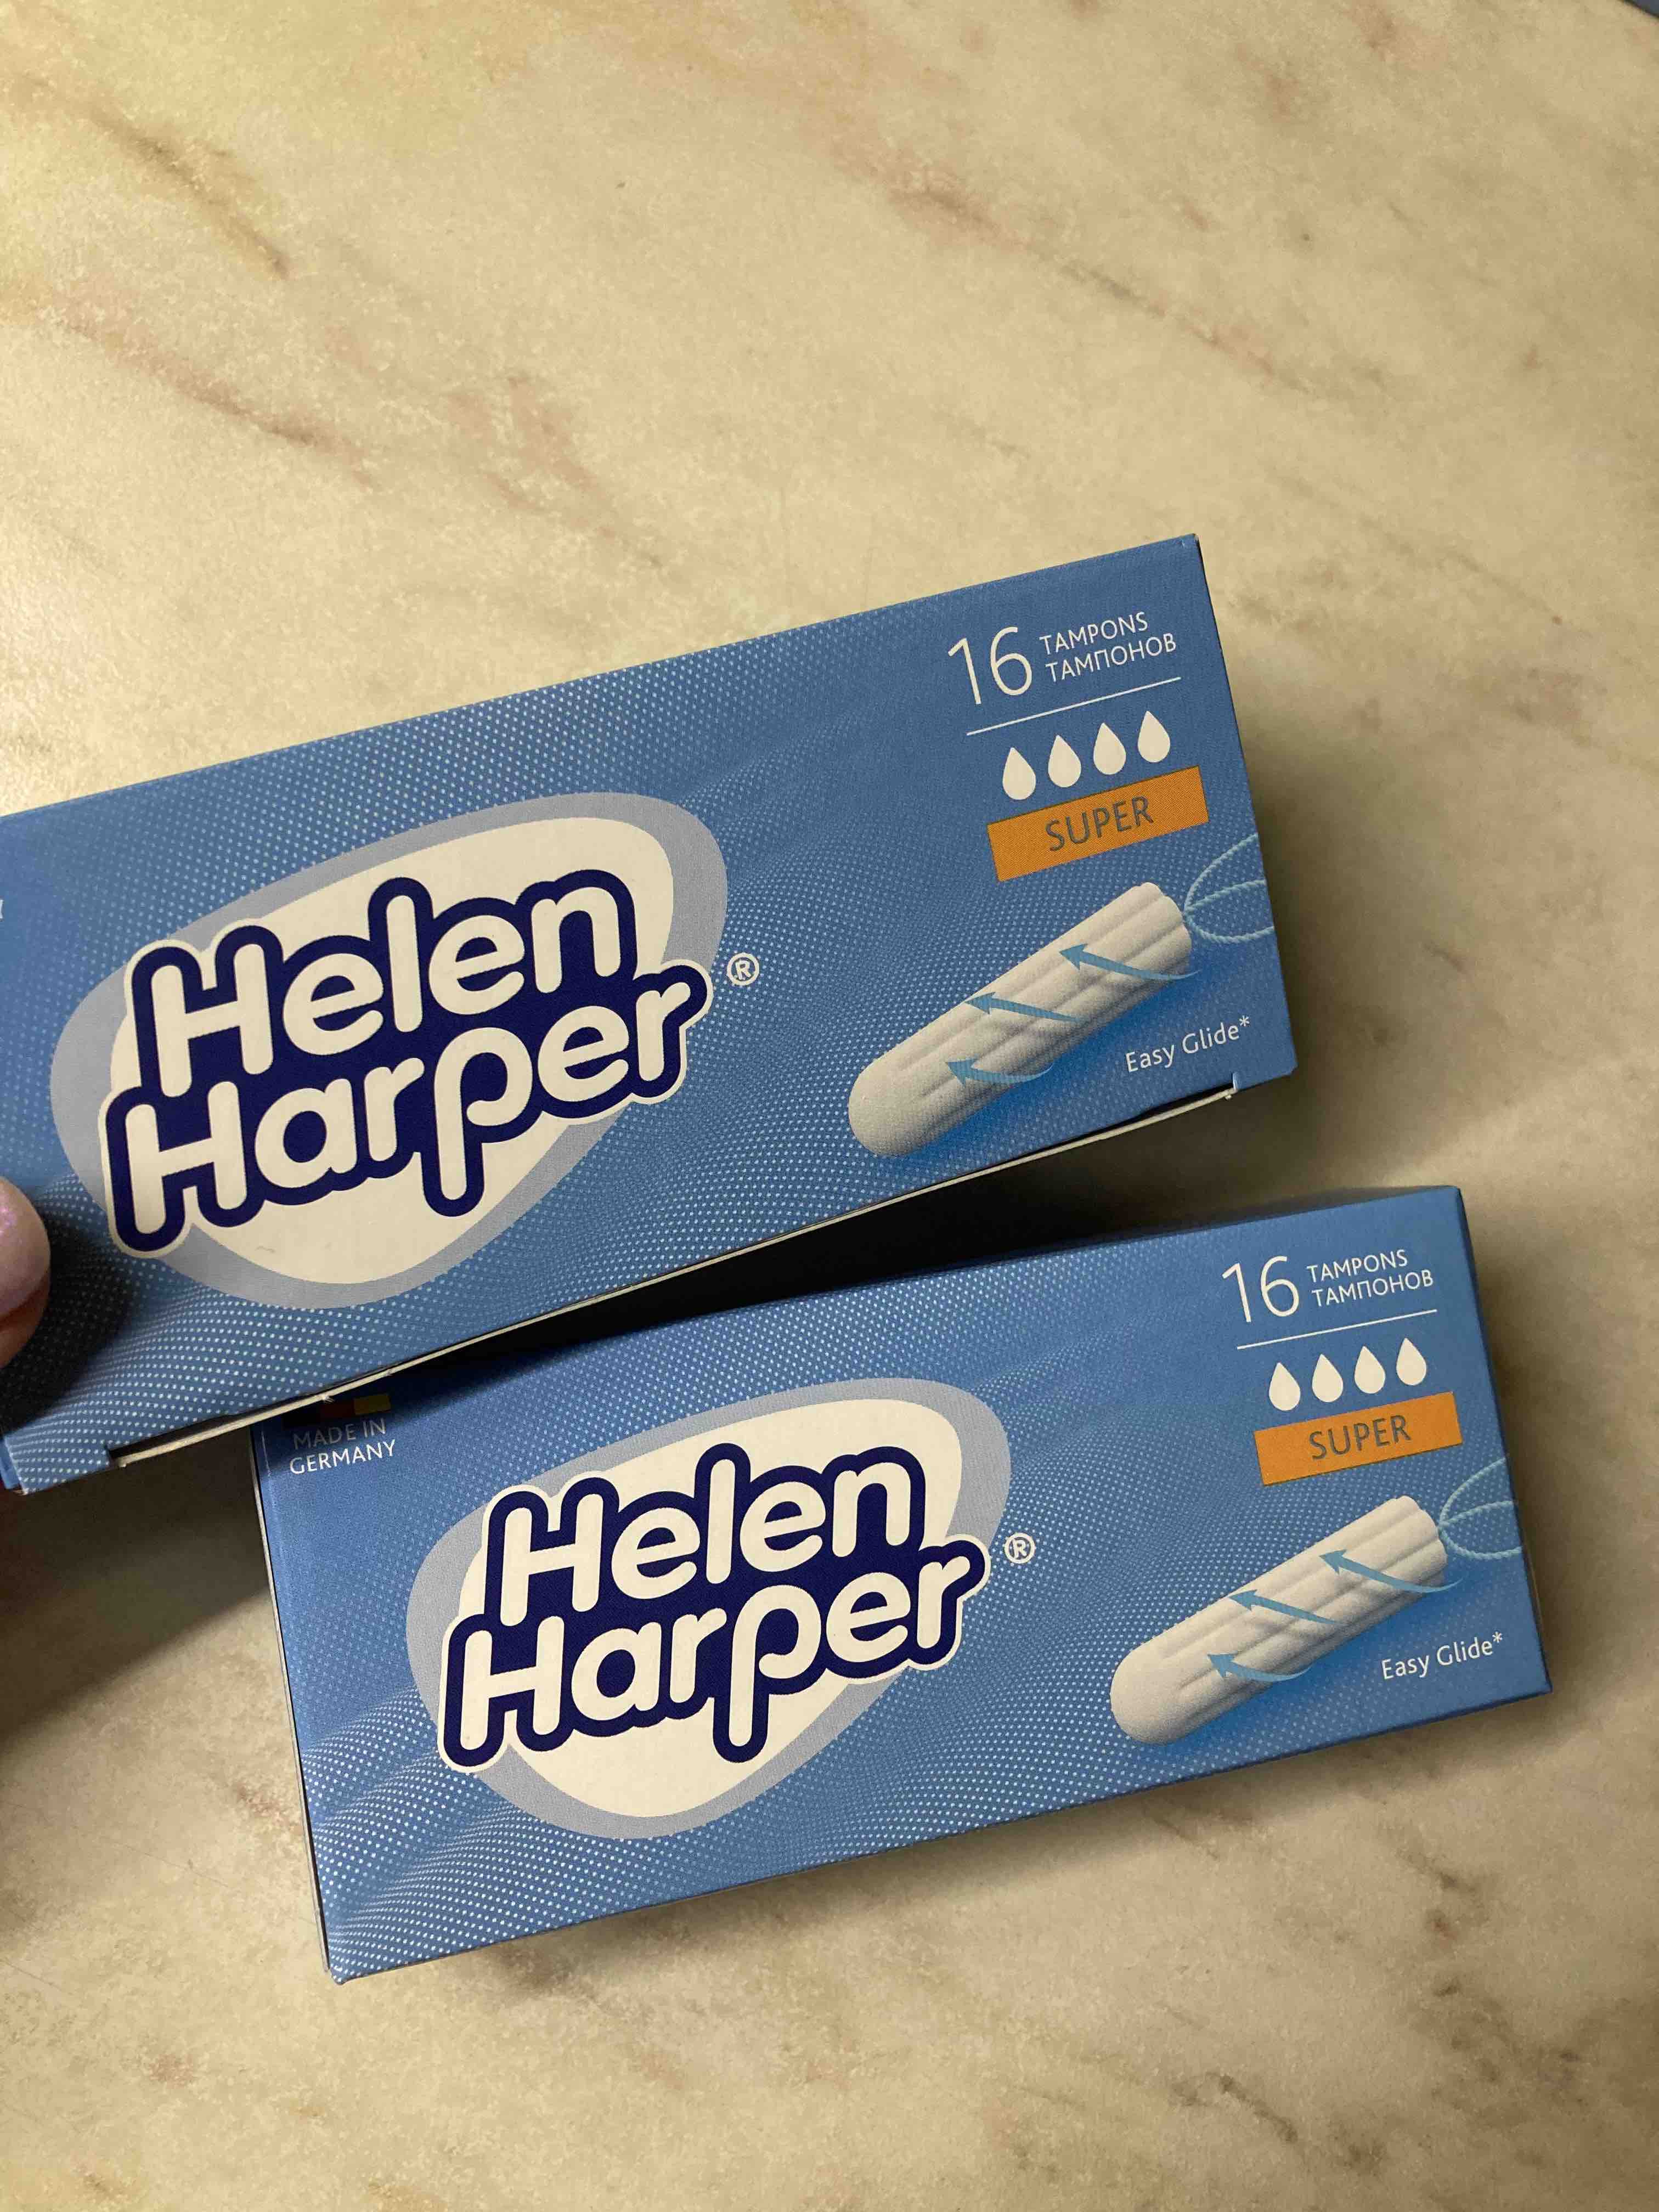 16 TAMPONS
ТАМПОНОВ
SUPER
Helen
Harper®
Easy Glide*
16 TAMPONS
ТАМПОНОВ
SUPER
MADE IN
GERMANY
Helen
Harper®
Easy Glide*